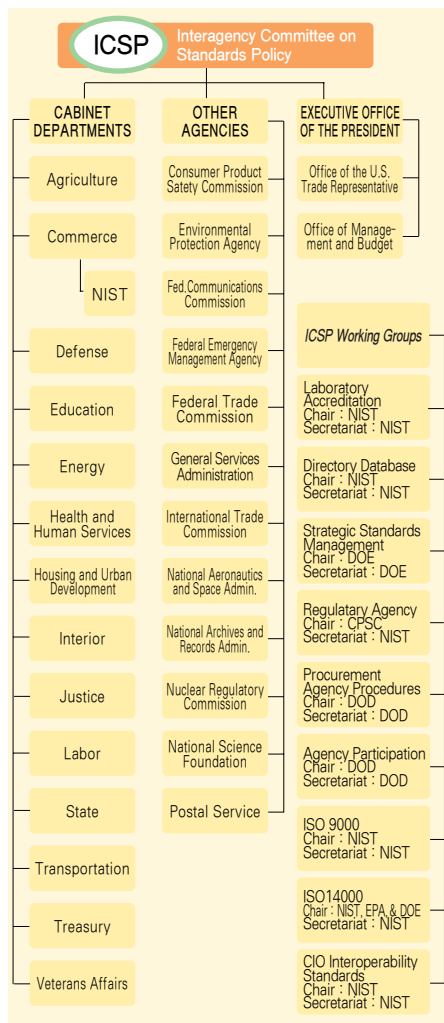 ICSP
Interagency Committee on
Standards Policy
CABINET
DEPARTMENTS
Agriculture
Commerce
NIST
Defense
Education
Energy
Health and
Human Services
Housing and Urban
Development
Interior
Justice
Labor
State
Transportation
Treasury
Veterans Affairs
OTHER
AGENCIES
Consumer Product
Safety Commission
Environmental
Protection Agency
Fed.Communications
Commission
Federal Emergency
Management Agency
Federal Trade
Commission
General Services
Administration
International Trade
Commission
National Aeronautics
and Space Admin.
National Archives and
Records Admin.
Nuclear Regulatory
Commission
National Science
Foundation
Postal Service
EXECUTIVE OFFICE
OF THE PRESIDENT
Office of the U.S.
Trade Representative
Office of Manage-
ment and Budget
ICSP Working Groups
Laboratory
Accreditation
Chair : NIST
Secretariat : NIST
Directory Database
Chair : NIST
Secretariat : NIST
Strategic Standards
Management
Chair : DOE
Secretariat : DOE
Regulatary Agency
Chair : CPSC
Secretariat : NIST
Procurement
Agency Procedures
Chair : DOD
Secretariat : DOD
Agency Participation
Chair : DOD
Secretariat : DOD
ISO 9000
Chair : NIST
Secretariat : NIST
ISO14000
Chair : NIST, EPA, & DOE
Secretariat : NIST
CIO Interoperability
Standards
Chair : NIST
Secretariat : NIST